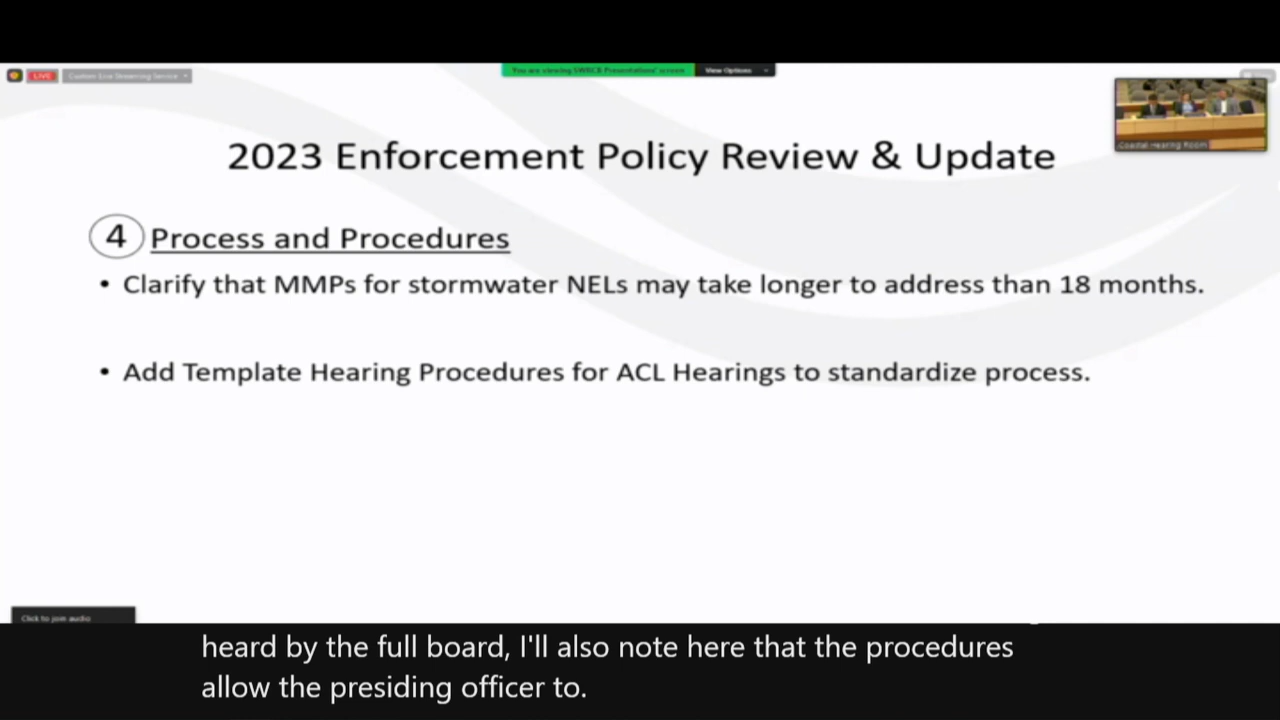 LIVE
Custom Live Streaming Service
You are viewing SWRCB Presentations' screen
View Options
Coastal Hearing Room
2023 Enforcement Policy Review & Update
4 Process and Procedures
• Clarify that MMPs for stormwater NELs may take longer to address than 18 months.
• Add Template Hearing Procedures for ACL Hearings to standardize process.
Click to join audio
heard by the full board, I'll also note here that the procedures
allow the presiding officer to.